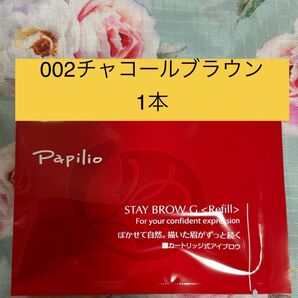 002チャコールブラウン
1本
Papilio
STAY BROW G <Refill>
For your confident expression
ぼかせて自然。描いた眉がずっと続く
■カートリッジ式アイブロウ